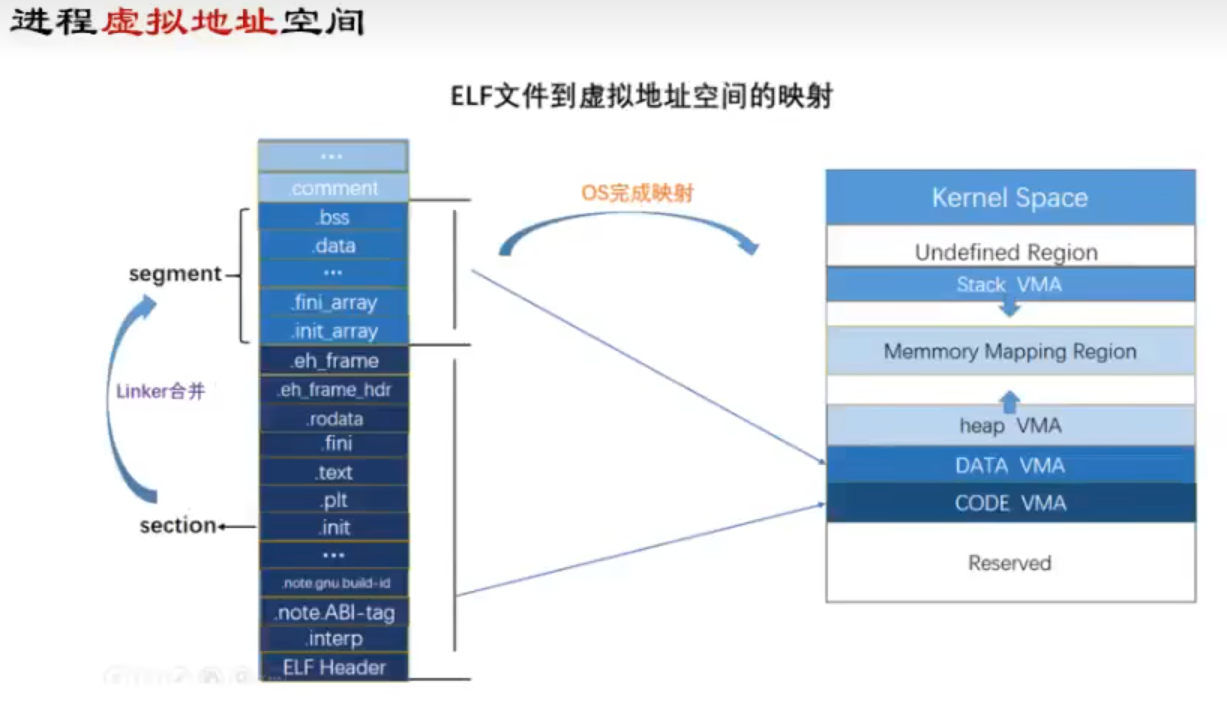 进程虚拟地址空间
ELF文件到虚拟地址空间的映射
...
.comment
.bss
.data
...
.fini_array
.init_array
.eh_frame
.eh_frame_hdr
.rodata
.fini
.text
.plt
.init
...
.note.gnu.build-id
.note.ABI-tag
.interp
ELF Header
segment
Linker合并
section
OS完成映射
Kernel Space
Undefined Region
Stack VMA
Memmory Mapping Region
heap VMA
DATA VMA
CODE VMA
Reserved